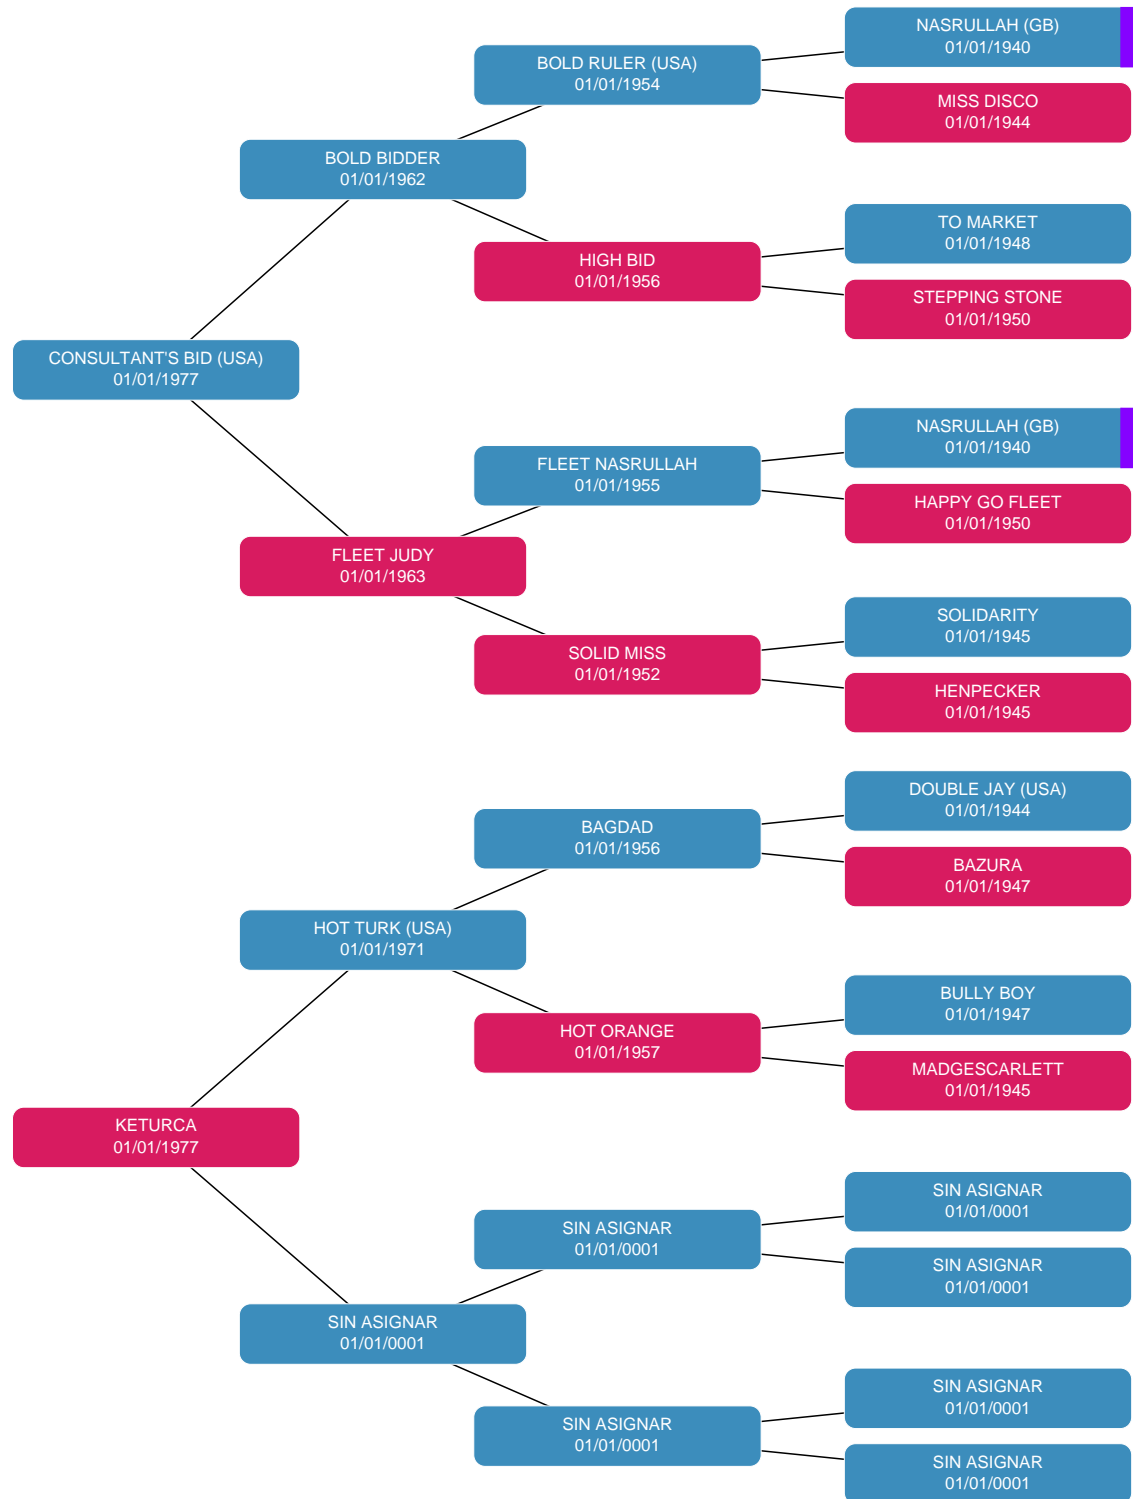 NASRULLAH (GB)
01/01/1940
BOLD RULER (USA)
01/01/1954
MISS DISCO
01/01/1944
BOLD BIDDER
01/01/1962
TO MARKET
01/01/1948
HIGH BID
01/01/1956
STEPPING STONE
01/01/1950
CONSULTANT'S BID (USA)
01/01/1977
NASRULLAH (GB)
01/01/1940
FLEET NASRULLAH
01/01/1955
HAPPY GO FLEET
01/01/1950
FLEET JUDY
01/01/1963
SOLIDARITY
01/01/1945
SOLID MISS
01/01/1952
HENPECKER
01/01/1945
DOUBLE JAY (USA)
01/01/1944
BAGDAD
01/01/1956
BAZURA
01/01/1947
HOT TURK (USA)
01/01/1971
BULLY BOY
01/01/1947
HOT ORANGE
01/01/1957
MADGESCARLETT
01/01/1945
KETURCA
01/01/1977
SIN ASIGNAR
01/01/0001
SIN ASIGNAR
01/01/0001
SIN ASIGNAR
01/01/0001
SIN ASIGNAR
01/01/0001
SIN ASIGNAR
01/01/0001
SIN ASIGNAR
01/01/0001
SIN ASIGNAR
01/01/0001